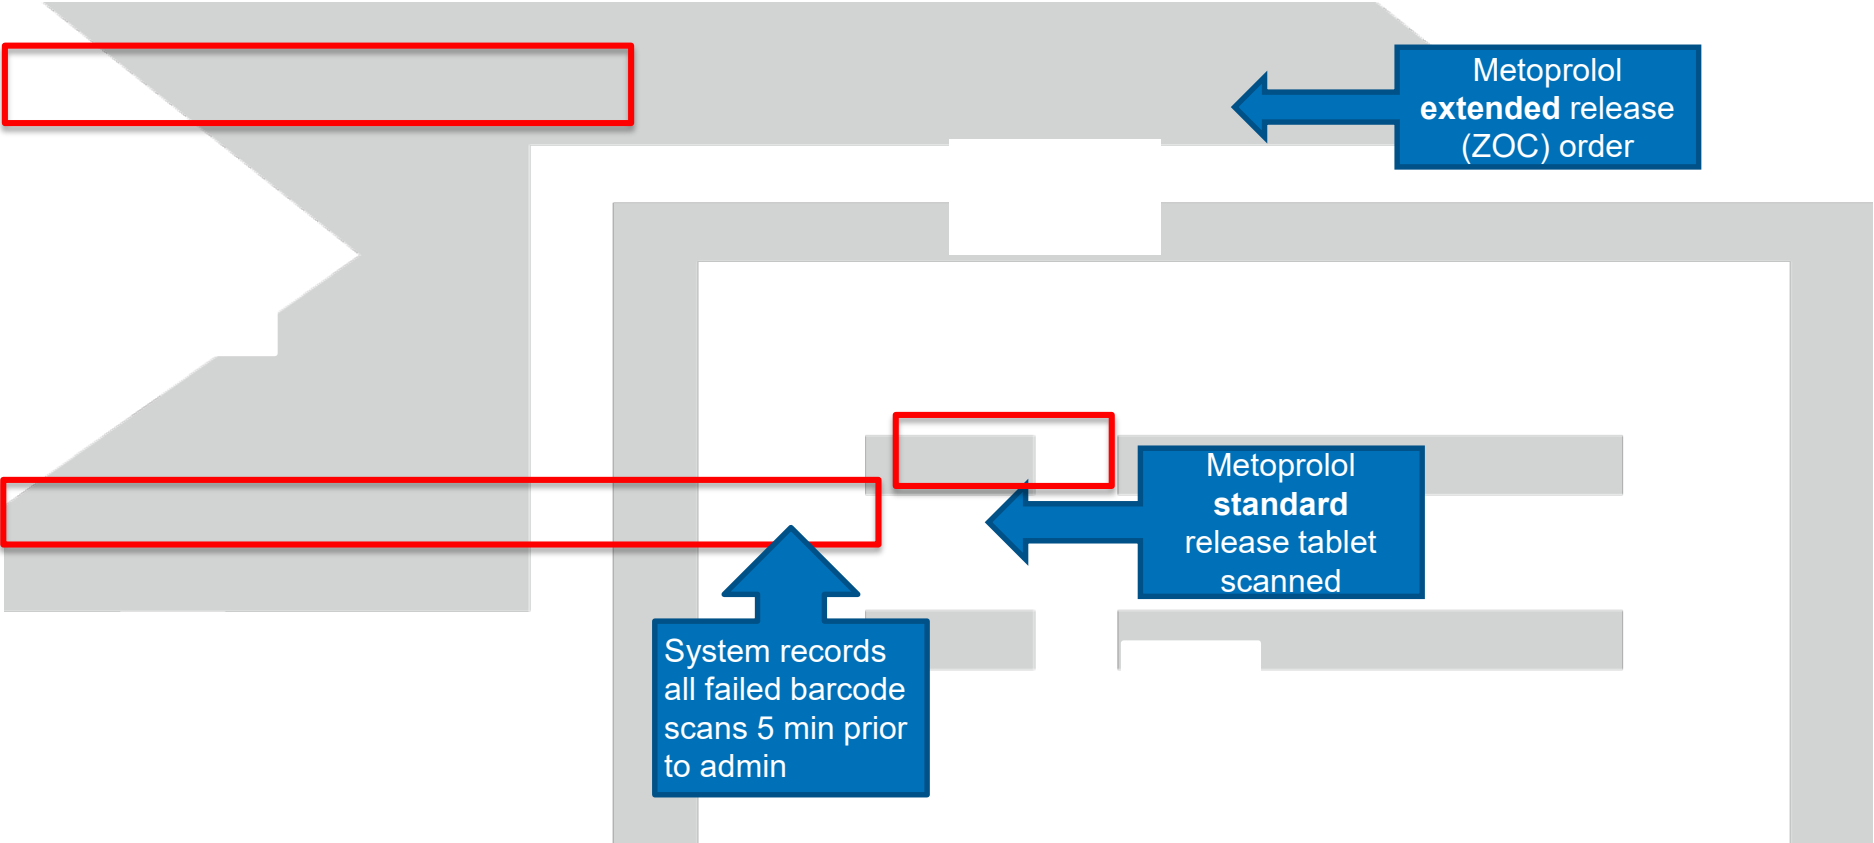 Metoprolol
extended release
(ZOC) order
Metoprolol
standard
release tablet
scanned
System records
all failed barcode
scans 5 min prior
to admin